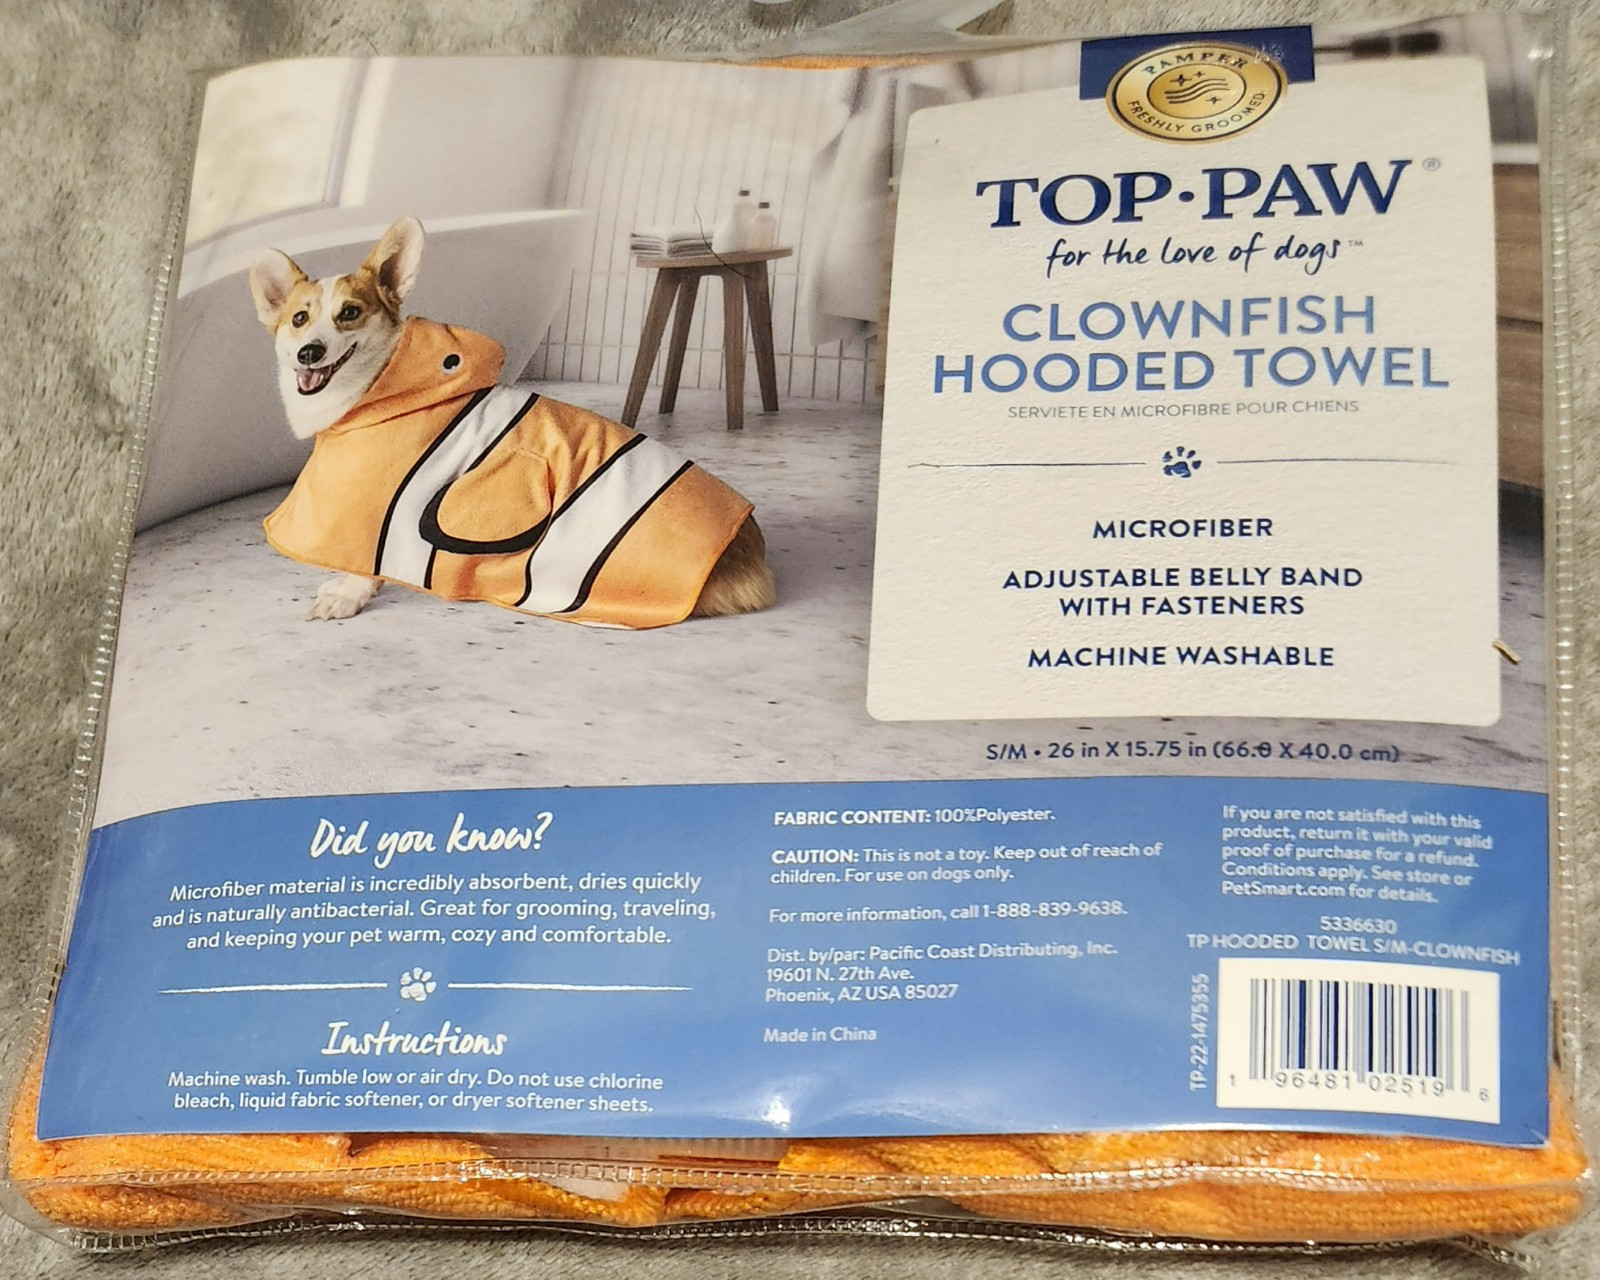 PAMPER
FRESHLY GROOMED
TOP·PAW®
for the love of dogs™
CLOWNFISH
HOODED TOWEL
SERVIETE EN MICROFIBRE POUR CHIENS
MICROFIBER
ADJUSTABLE BELLY BAND
WITH FASTENERS
MACHINE WASHABLE
S/M • 26 in X 15.75 in (66.0 X 40.0 cm)
Did you know?
Microfiber material is incredibly absorbent, dries quickly
and is naturally antibacterial. Great for grooming, traveling,
and keeping your pet warm, cozy and comfortable.
Instructions
Machine wash. Tumble low or air dry. Do not use chlorine
bleach, liquid fabric softener, or dryer softener sheets.
FABRIC CONTENT: 100%Polyester.
CAUTION: This is not a toy. Keep out of reach of
children. For use on dogs only.
For more information, call 1-888-839-9638.
Dist. by/par: Pacific Coast Distributing, Inc.
19601 N. 27th Ave.
Phoenix, AZ USA 85027
Made in China
If you are not satisfied with this
product, return it with your valid
proof of purchase for a refund.
Conditions apply. See store or
PetSmart.com for details.
5336630
TP HOODED TOWEL S/M-CLOWNFISH
TP-22-1475355
1 96481 02519 6